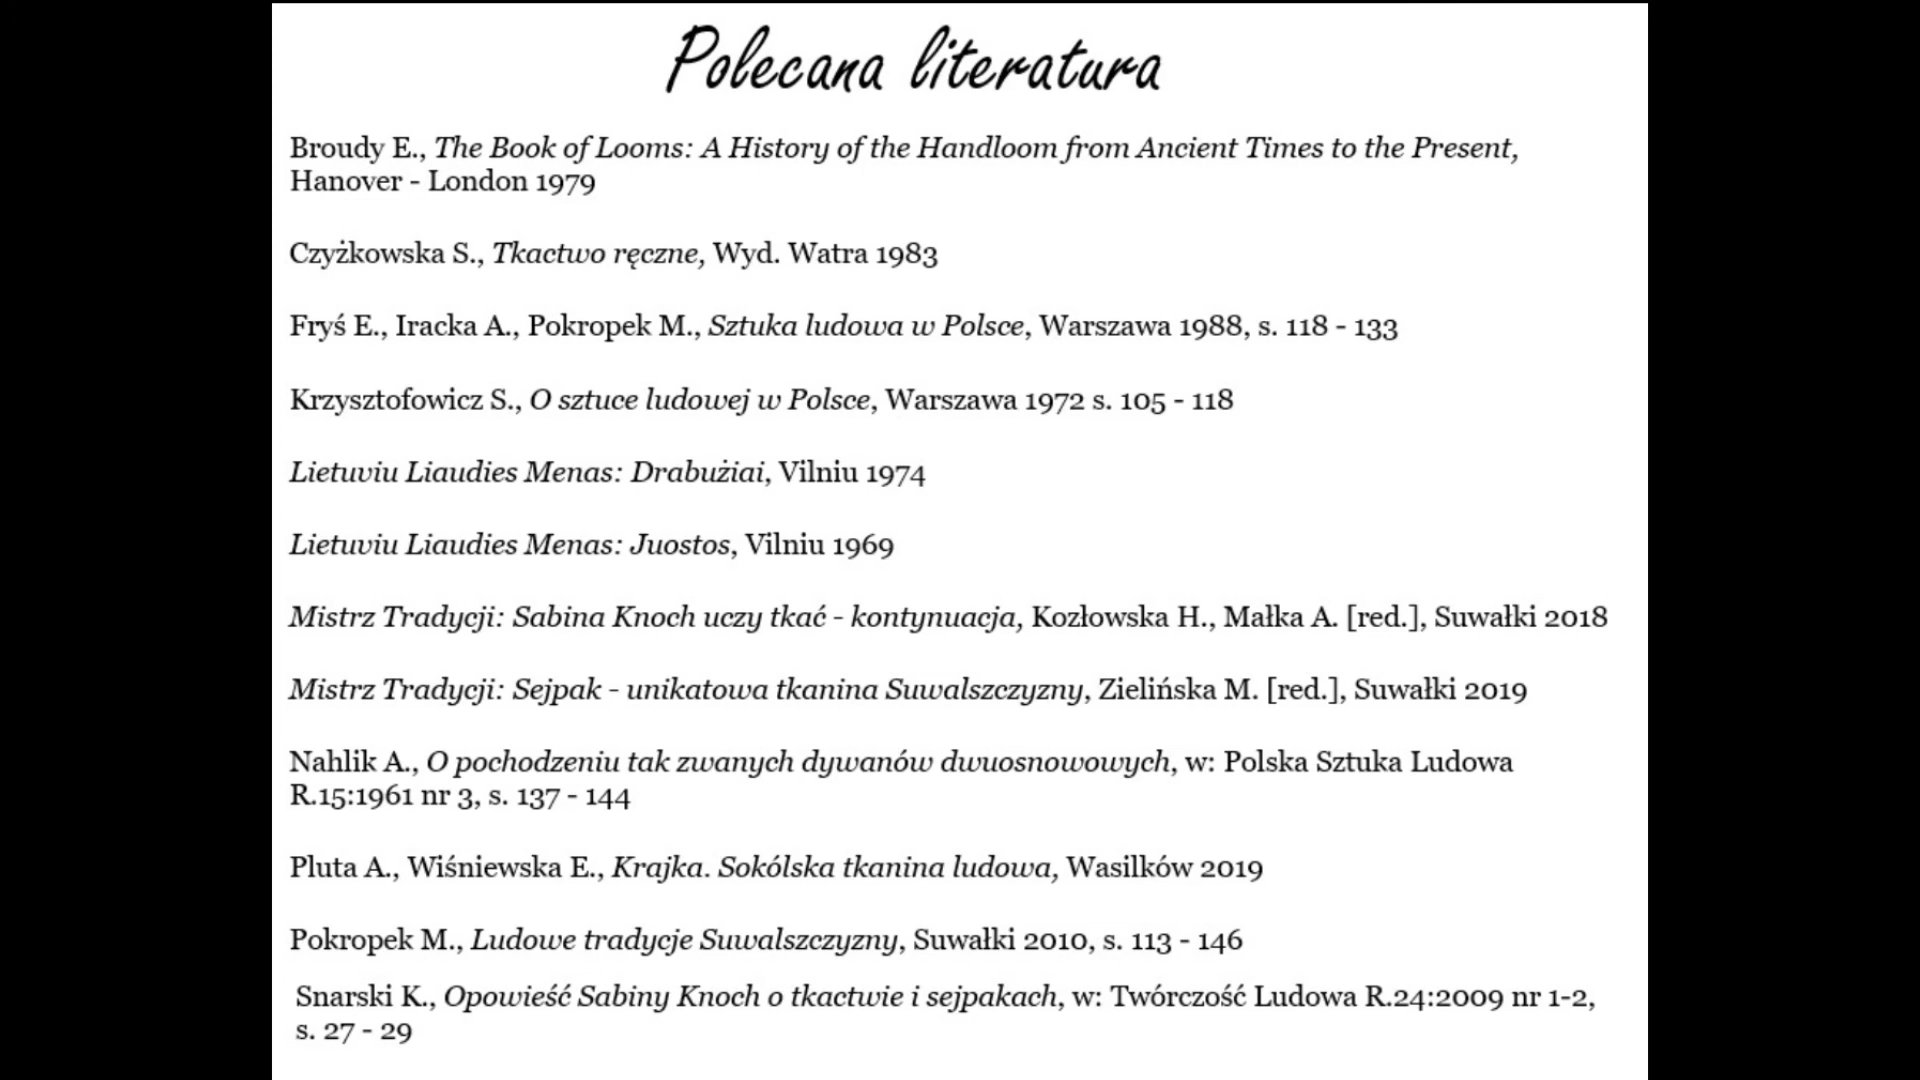 Polecana literatura
Broudy E., The Book of Looms: A History of the Handloom from Ancient Times to the Present,
Hanover - London 1979
Czyżkowska S., Tkactwo ręczne, Wyd. Watra 1983
Fryś E., Iracka A., Pokropek M., Sztuka ludowa w Polsce, Warszawa 1988, s. 118 - 133
Krzysztofowicz S., O sztuce ludowej w Polsce, Warszawa 1972 s. 105 - 118
Lietuviu Liaudies Menas: Drabużiai, Vilniu 1974
Lietuviu Liaudies Menas: Juostos, Vilniu 1969
Mistrz Tradycji: Sabina Knoch uczy tkać - kontynuacja, Kozłowska H., Małka A. [red.], Suwałki 2018
Mistrz Tradycji: Sejpak - unikatowa tkanina Suwalszczyzny, Zielińska M. [red.], Suwałki 2019
Nahlik A., O pochodzeniu tak zwanych dywanów dwuosnowowych, w: Polska Sztuka Ludowa
R.15:1961 nr 3, s. 137 - 144
Pluta A., Wiśniewska E., Krajka. Sokólska tkanina ludowa, Wasilków 2019
Pokropek M., Ludowe tradycje Suwalszczyzny, Suwałki 2010, s. 113 - 146
Snarski K., Opowieść Sabiny Knoch o tkactwie i sejpakach, w: Twórczość Ludowa R.24:2009 nr 1-2,
s. 27 - 29